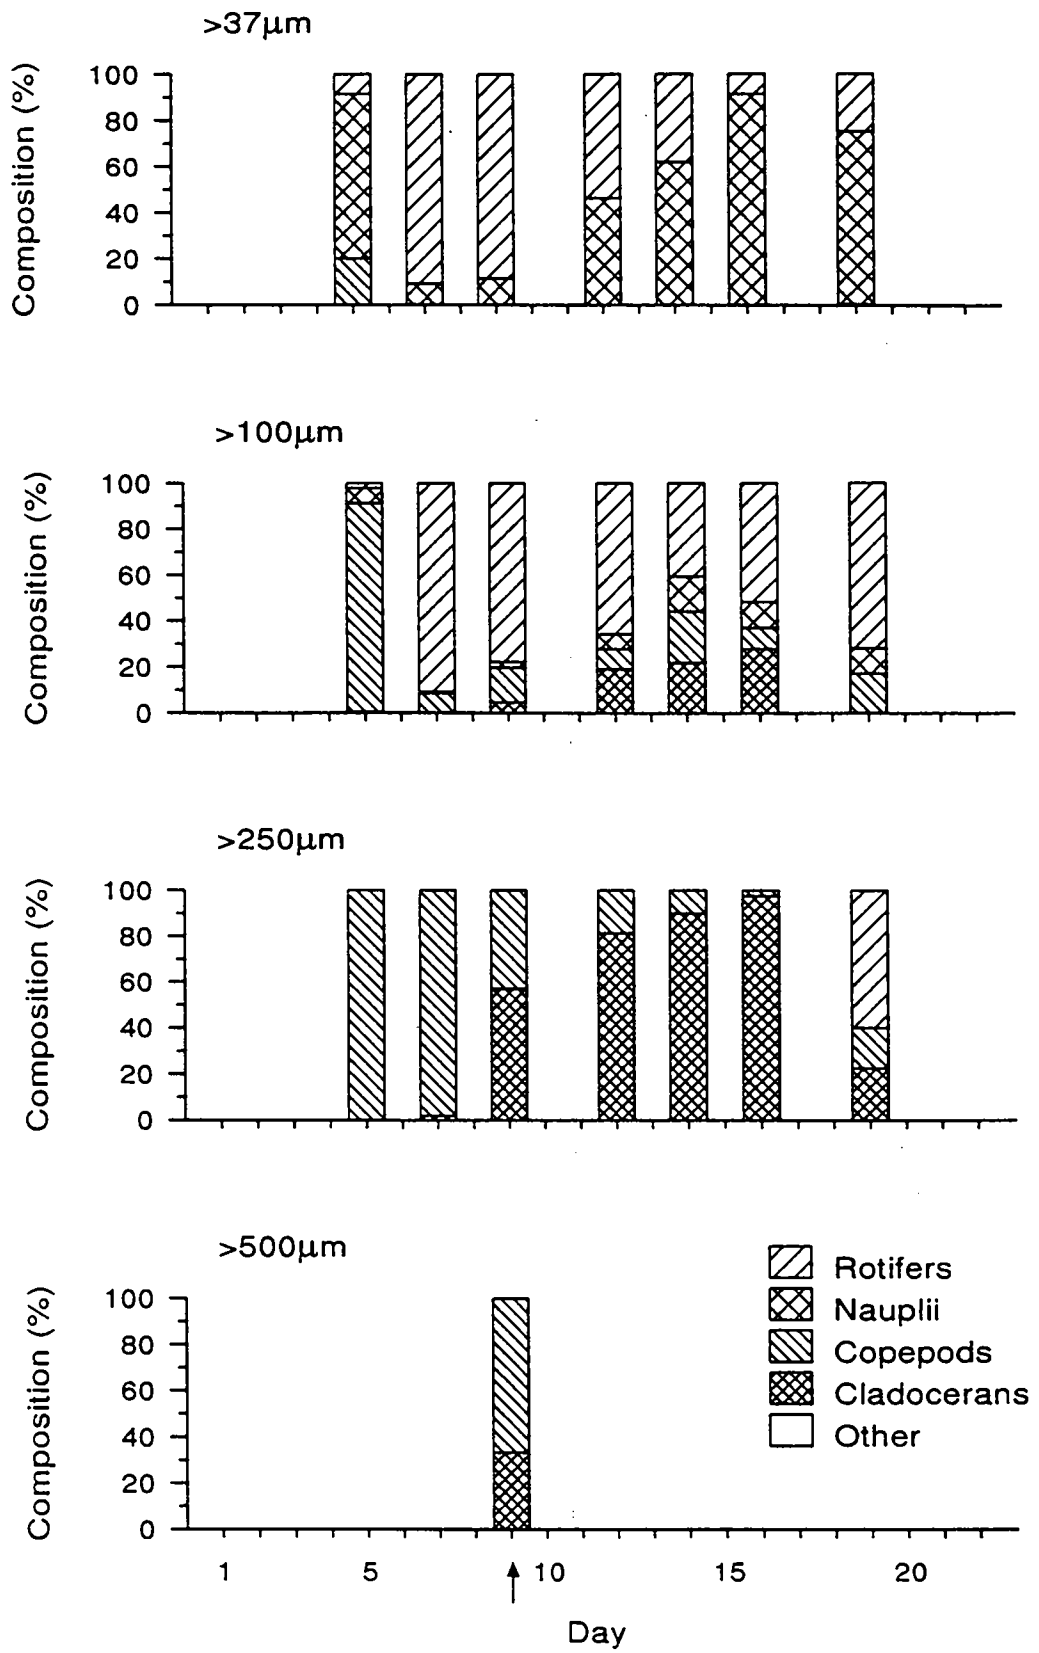 >37μm
Composition (%)
100
80
60
40
20
0
>100μm
Composition (%)
100
80
60
40
20
0
>250μm
Composition (%)
100
80
60
40
20
0
>500μm
Composition (%)
100
80
60
40
20
0
Rotifers
Nauplii
Copepods
Cladocerans
Other
1 5 10 15 20
Day